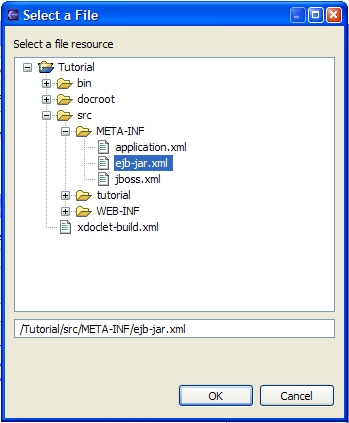 Select a File
Select a file resource
Tutorial
bin
docroot
src
META-INF
application.xml
ejb-jar.xml
jboss.xml
tutorial
WEB-INF
xdoclet-build.xml
/Tutorial/src/META-INF/ejb-jar.xml
OK Cancel